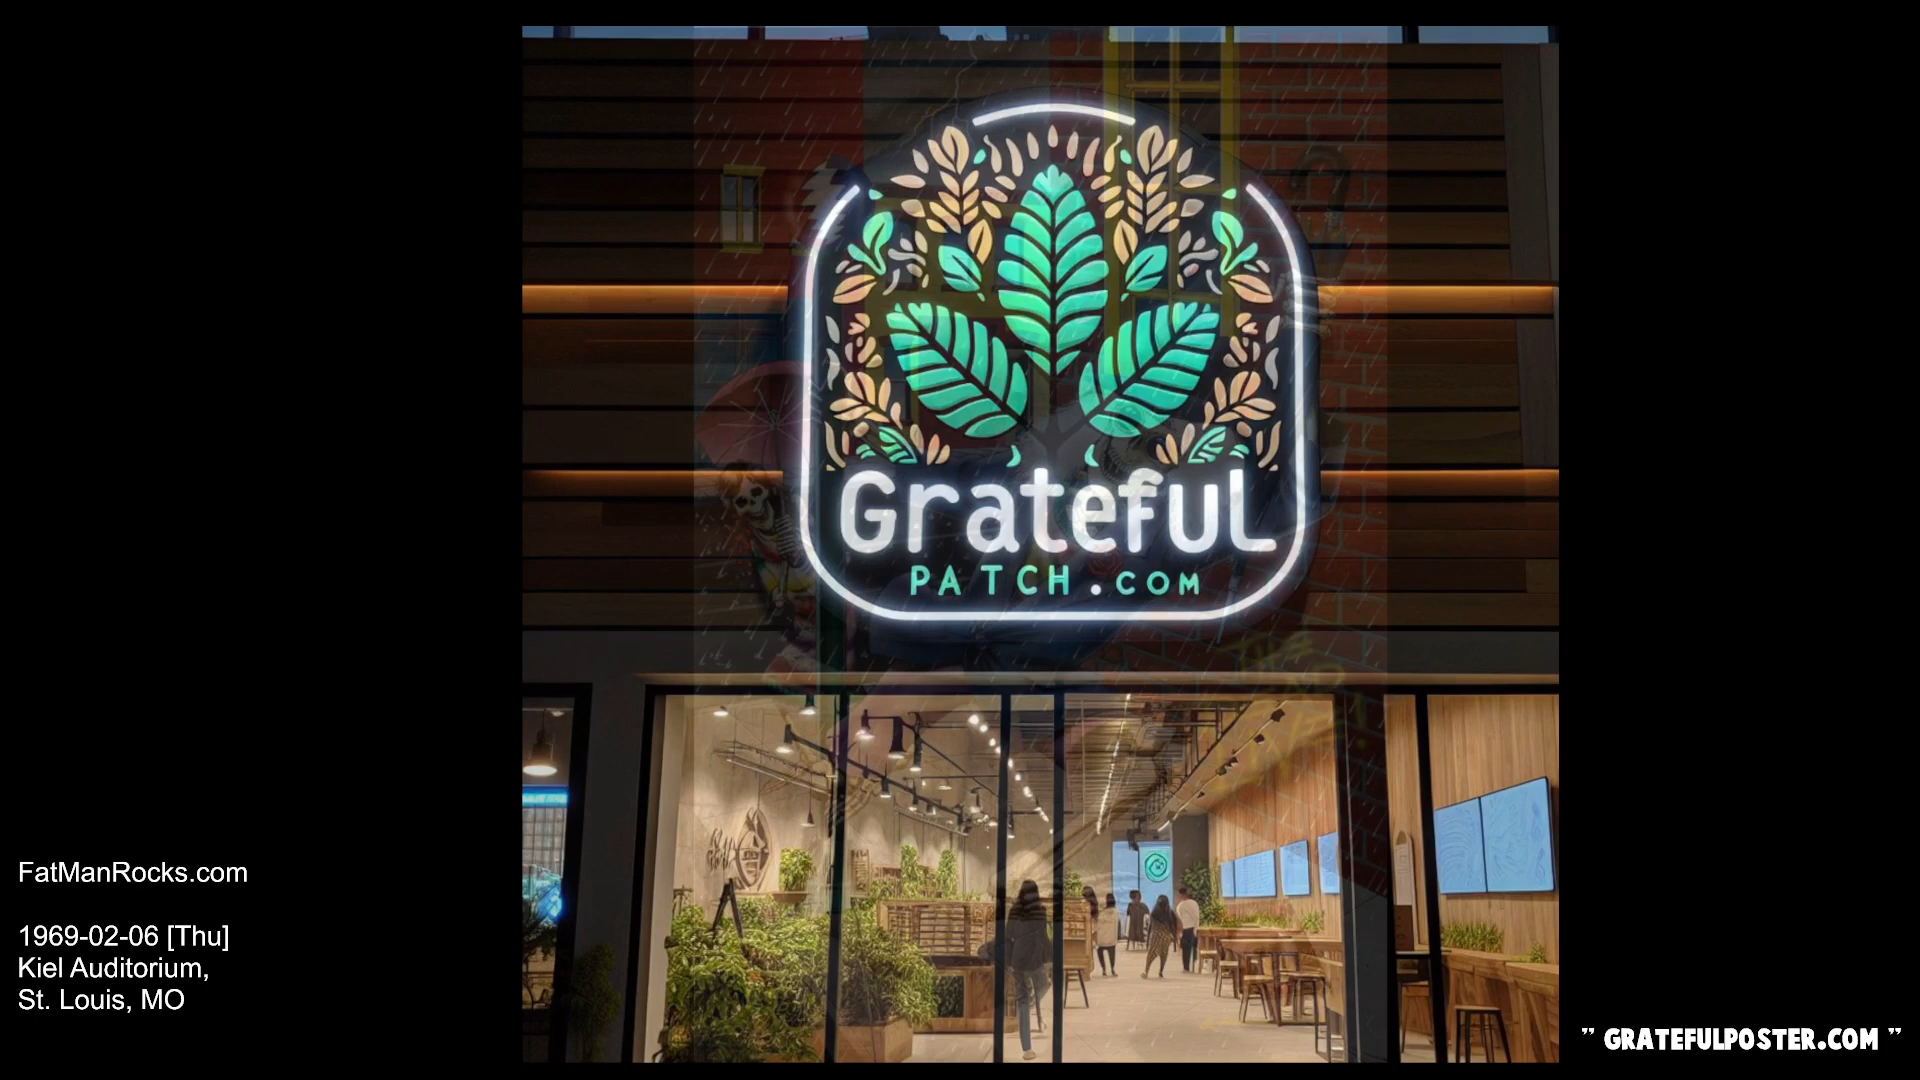 Grateful
PATCH.COM
FatManRocks.com
1969-02-06 [Thu]
Kiel Auditorium,
St. Louis, MO
" GRATEFULPOSTER.COM "